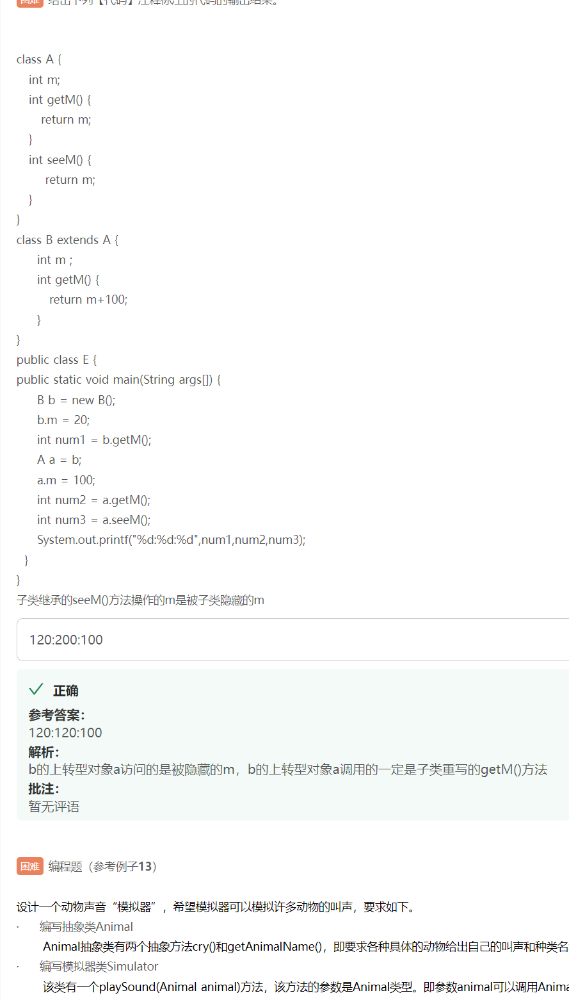 困难 给出下列【代码】注释标注的代码的输出结果。
class A {
int m;
int getM() {
return m;
}
int seeM() {
return m;
}
}
class B extends A {
int m ;
int getM() {
return m+100;
}
}
public class E {
public static void main(String args[]) {
B b = new B();
b.m = 20;
int num1 = b.getM();
A a = b;
a.m = 100;
int num2 = a.getM();
int num3 = a.seeM();
System.out.printf("%d:%d:%d",num1,num2,num3);
}
}
子类继承的seeM()方法操作的m是被子类隐藏的m
120:200:100
正确
参考答案：
120:120:100
解析：
b的上转型对象a访问的是被隐藏的m，b的上转型对象a调用的一定是子类重写的getM()方法
批注：
暂无评语
困难 编程题（参考例子13）
设计一个动物声音“模拟器”，希望模拟器可以模拟许多动物的叫声，要求如下。
· 编写抽象类Animal
Animal抽象类有两个抽象方法cry()和getAnimalName()，即要求各种具体的动物给出自己的叫声和种类名
· 编写模拟器类Simulator
该类有一个playSound(Animal animal)方法，该方法的参数是Animal类型。即参数animal可以调用Anima